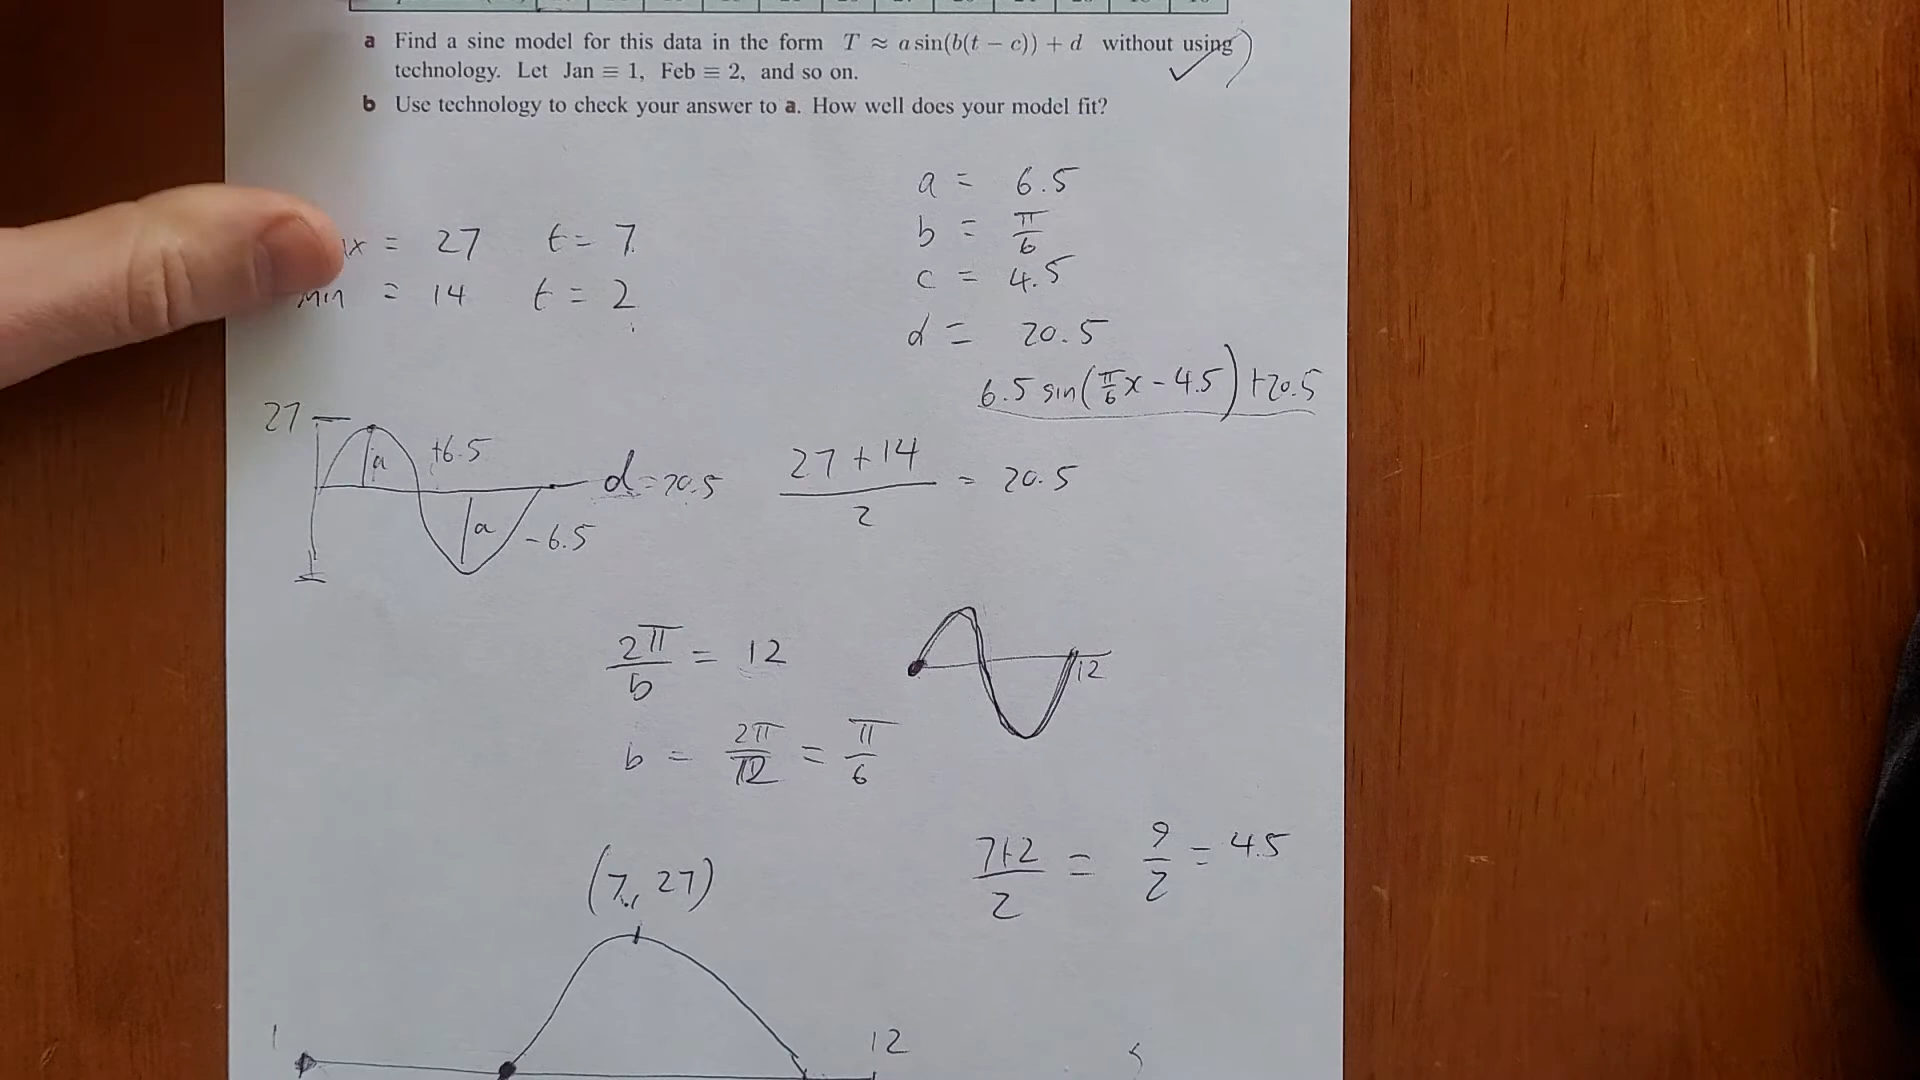 a Find a sine model for this data in the form T ≈ a sin(b(t − c)) + d without using
technology. Let Jan ≡ 1, Feb ≡ 2, and so on.
b Use technology to check your answer to a. How well does your model fit?
a = 6.5
b = π/6
c = 4.5
d = 20.5
6.5 sin(π/6 x − 4.5) + 20.5
x = 27 t = 7
min = 14 t = 2
27
a
+6.5
d = 20.5
a
−6.5
(27 + 14)/2 = 20.5
2π/b = 12
12
b = 2π/12 = π/6
(7+2)/2 = 9/2 = 4.5
(7, 27)
1
12